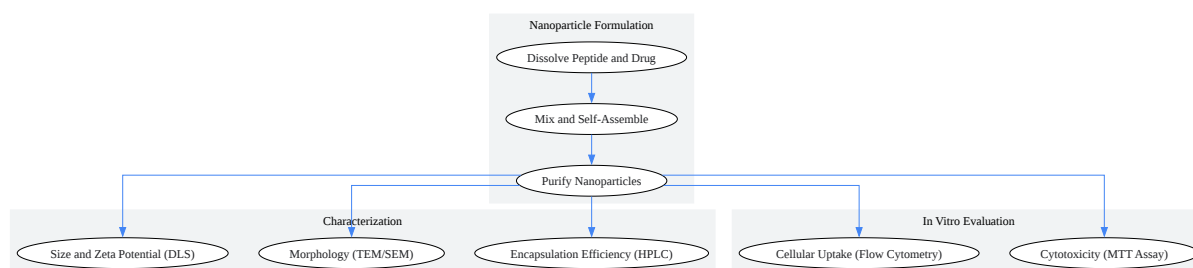 Nanoparticle Formulation
Dissolve Peptide and Drug
Mix and Self-Assemble
Purify Nanoparticles
Characterization
In Vitro Evaluation
Size and Zeta Potential (DLS)
Morphology (TEM/SEM)
Encapsulation Efficiency (HPLC)
Cellular Uptake (Flow Cytometry)
Cytotoxicity (MTT Assay)